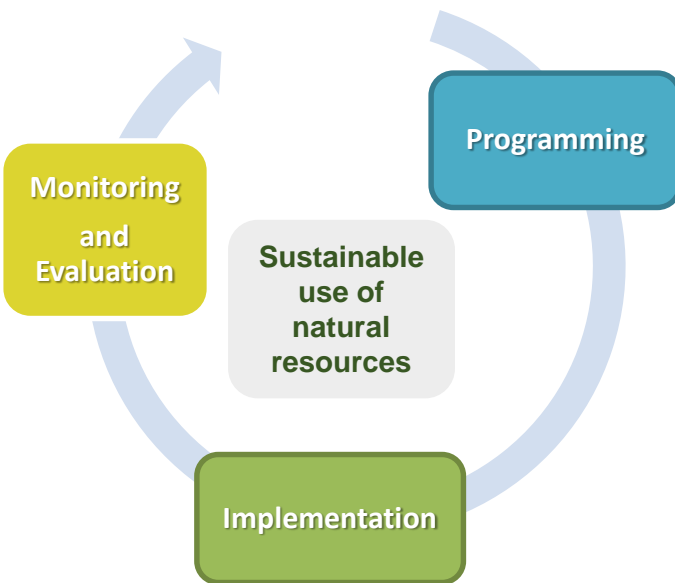 Programming
Monitoring
and
Evaluation
Sustainable
use of
natural
resources
Implementation